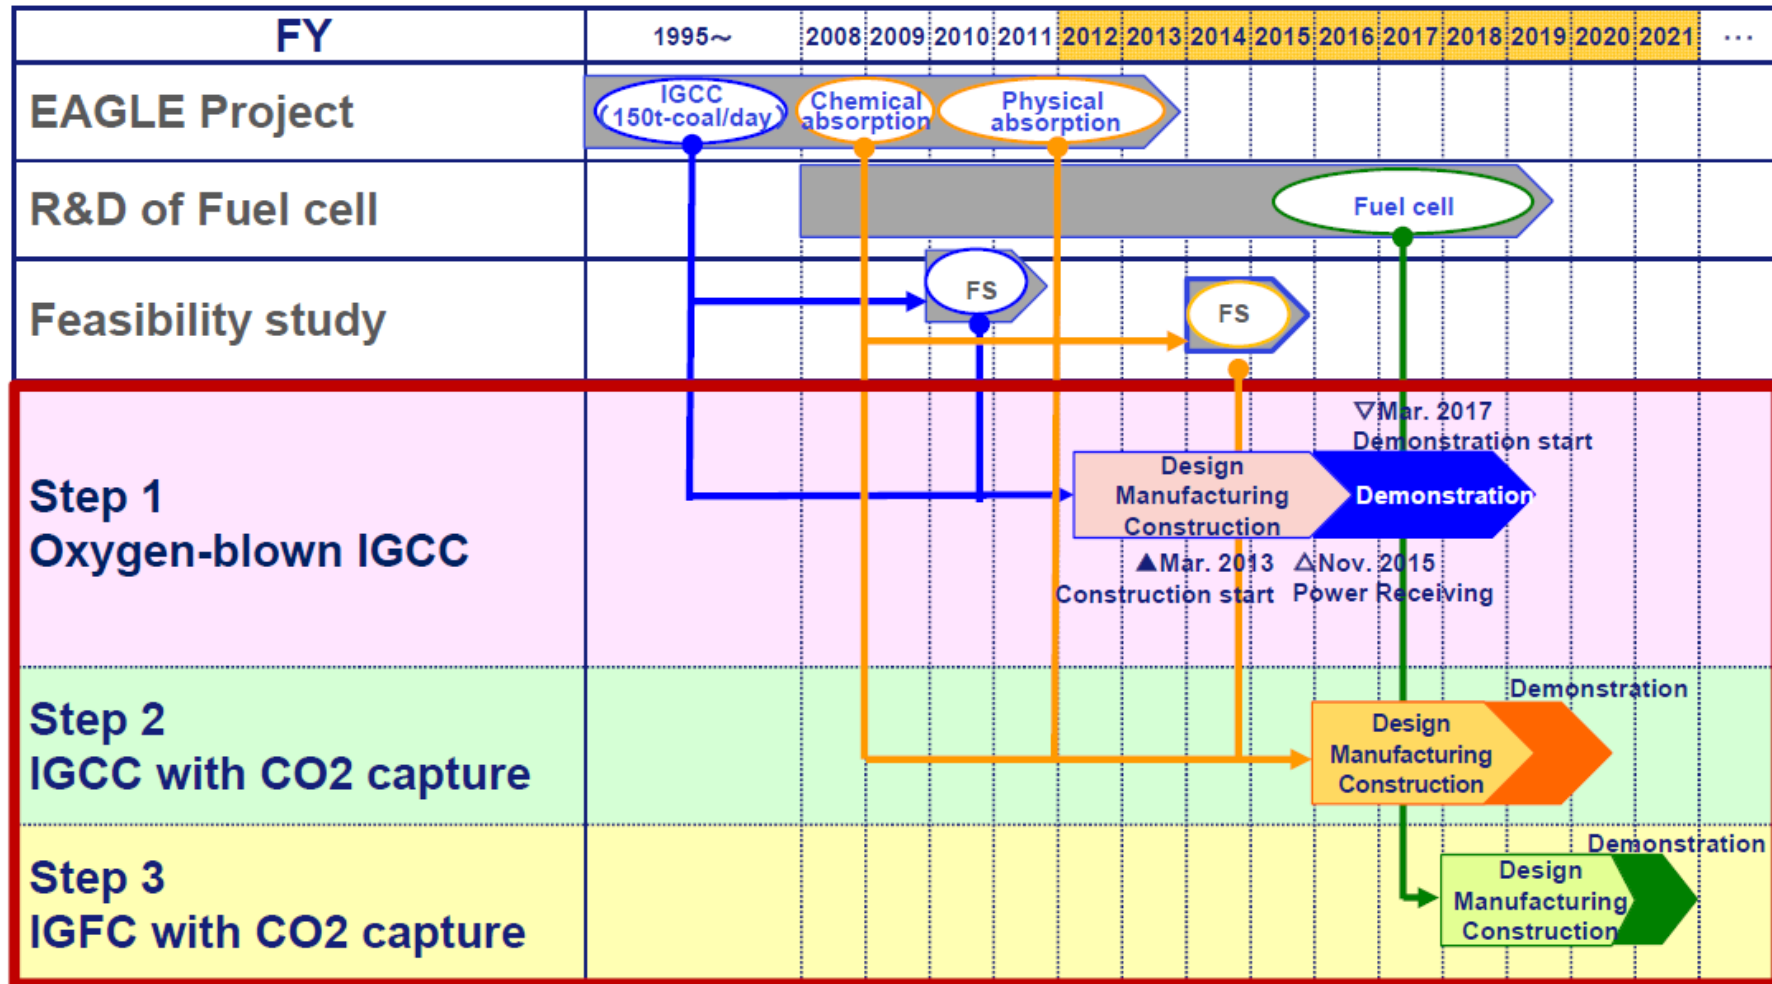 FY
1995～
2008 2009 2010 2011 2012 2013 2014 2015 2016 2017 2018 2019 2020 2021 ...
EAGLE Project
IGCC
(150t-coal/day)
Chemical
absorption
Physical
absorption
R&D of Fuel cell
Fuel cell
Feasibility study
FS
FS
Step 1
Oxygen-blown IGCC
▽Mar. 2017
Demonstration start
Design
Manufacturing
Construction
Demonstration
▲Mar. 2013
Construction start
△Nov. 2015
Power Receiving
Step 2
IGCC with CO2 capture
Demonstration
Design
Manufacturing
Construction
Step 3
IGFC with CO2 capture
Demonstration
Design
Manufacturing
Construction